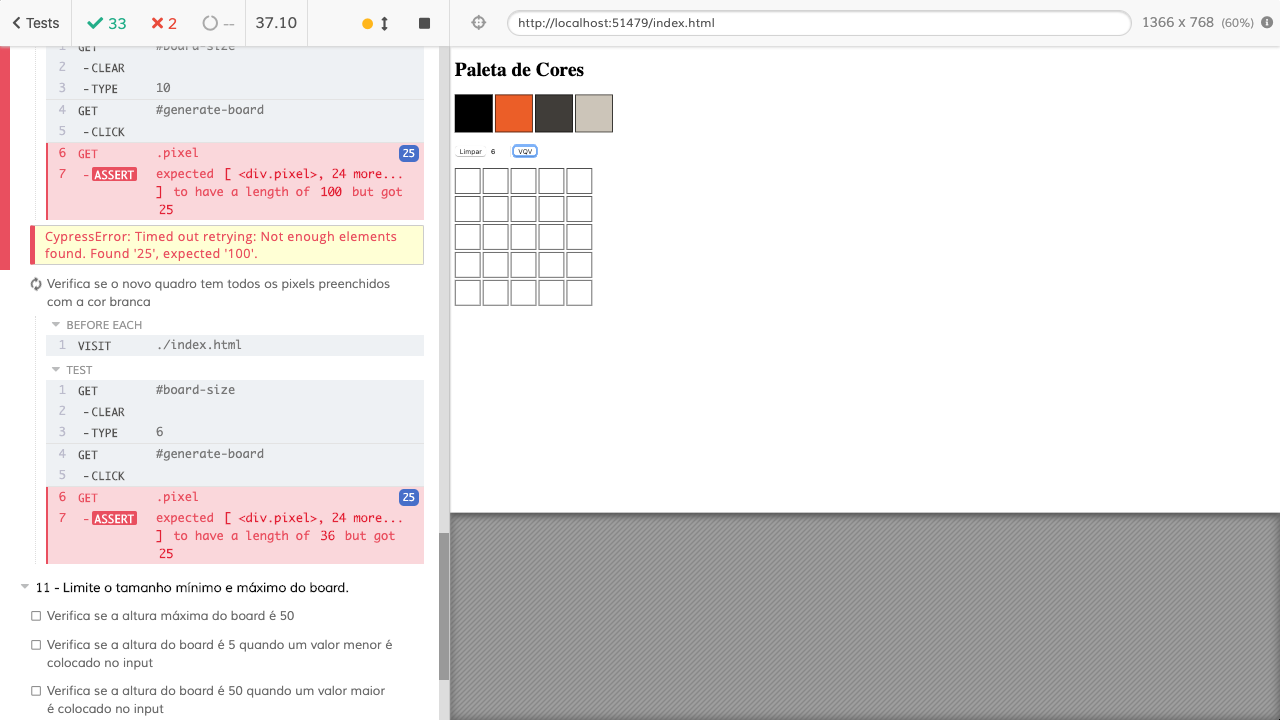 Tests 33 2 -- 37.10
http://localhost:51479/index.html 1366 x 768 (60%)
1 GET #board-size
2 -CLEAR
3 -TYPE 10
4 GET #generate-board
5 -CLICK
6 GET .pixel 25
7 -ASSERT expected [ <div.pixel>, 24 more...
] to have a length of 100 but got
25
CypressError: Timed out retrying: Not enough elements
found. Found '25', expected '100'.
Verifica se o novo quadro tem todos os pixels preenchidos
com a cor branca
BEFORE EACH
1 VISIT ./index.html
TEST
1 GET #board-size
2 -CLEAR
3 -TYPE 6
4 GET #generate-board
5 -CLICK
6 GET .pixel 25
7 -ASSERT expected [ <div.pixel>, 24 more...
] to have a length of 36 but got
25
11 - Limite o tamanho mínimo e máximo do board.
Verifica se a altura máxima do board é 50
Verifica se a altura do board é 5 quando um valor menor é
colocado no input
Verifica se a altura do board é 50 quando um valor maior
é colocado no input
Paleta de Cores
Limpar 6 VQV